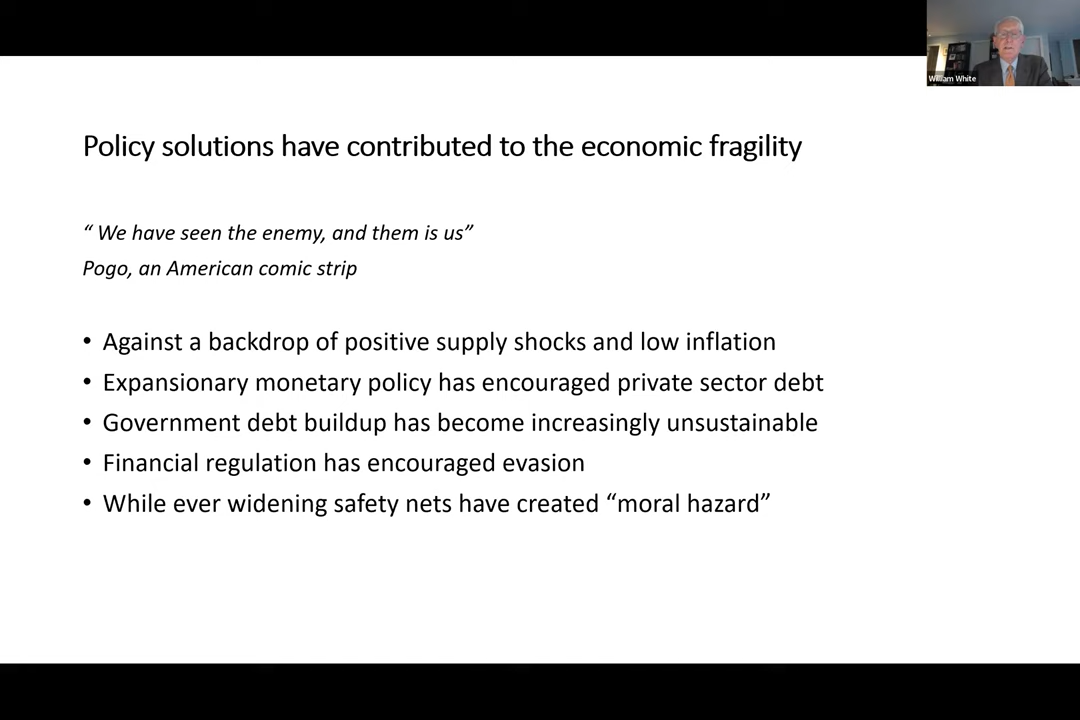 William White
Policy solutions have contributed to the economic fragility
“ We have seen the enemy, and them is us”
Pogo, an American comic strip
• Against a backdrop of positive supply shocks and low inflation
• Expansionary monetary policy has encouraged private sector debt
• Government debt buildup has become increasingly unsustainable
• Financial regulation has encouraged evasion
• While ever widening safety nets have created “moral hazard”